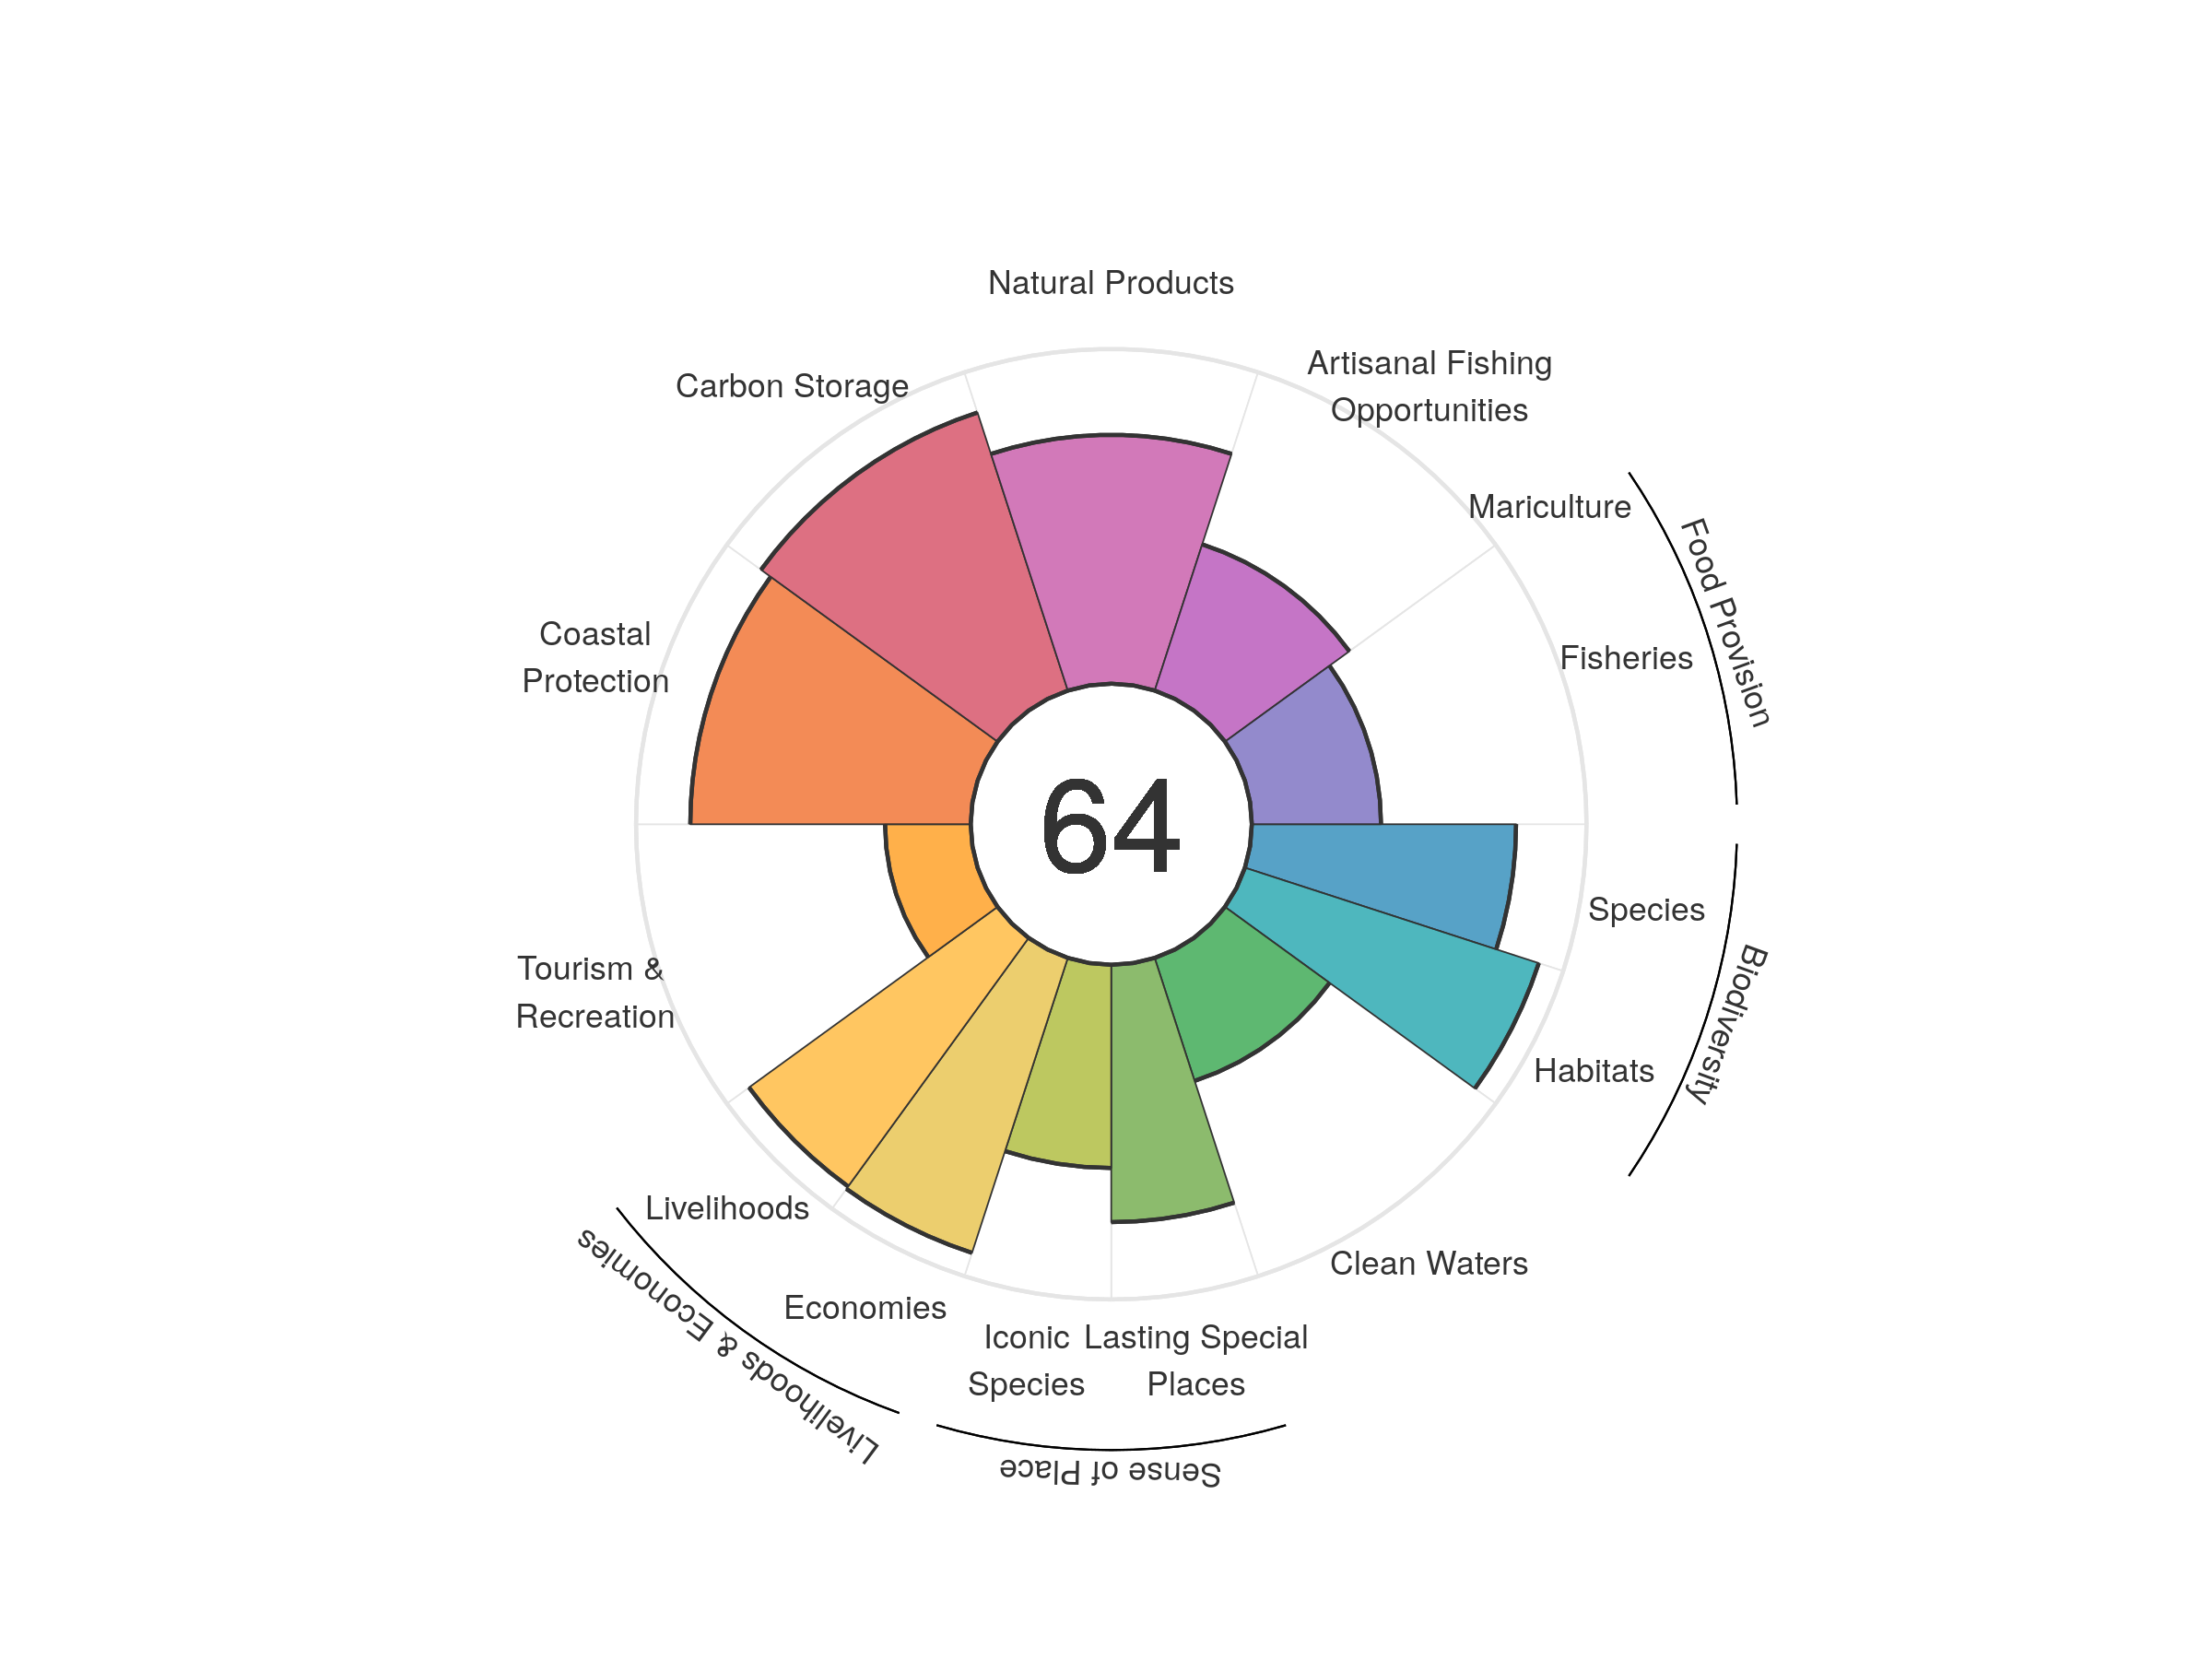 Natural Products
Carbon Storage
Artisanal Fishing
Opportunities
Mariculture
Food Provision
Fisheries
Coastal
Protection
64
Species
Biodiversity
Tourism &
Recreation
Habitats
Livelihoods
Livelihoods & Economies
Clean Waters
Economies
Iconic
Species
Lasting Special
Places
Sense of Place